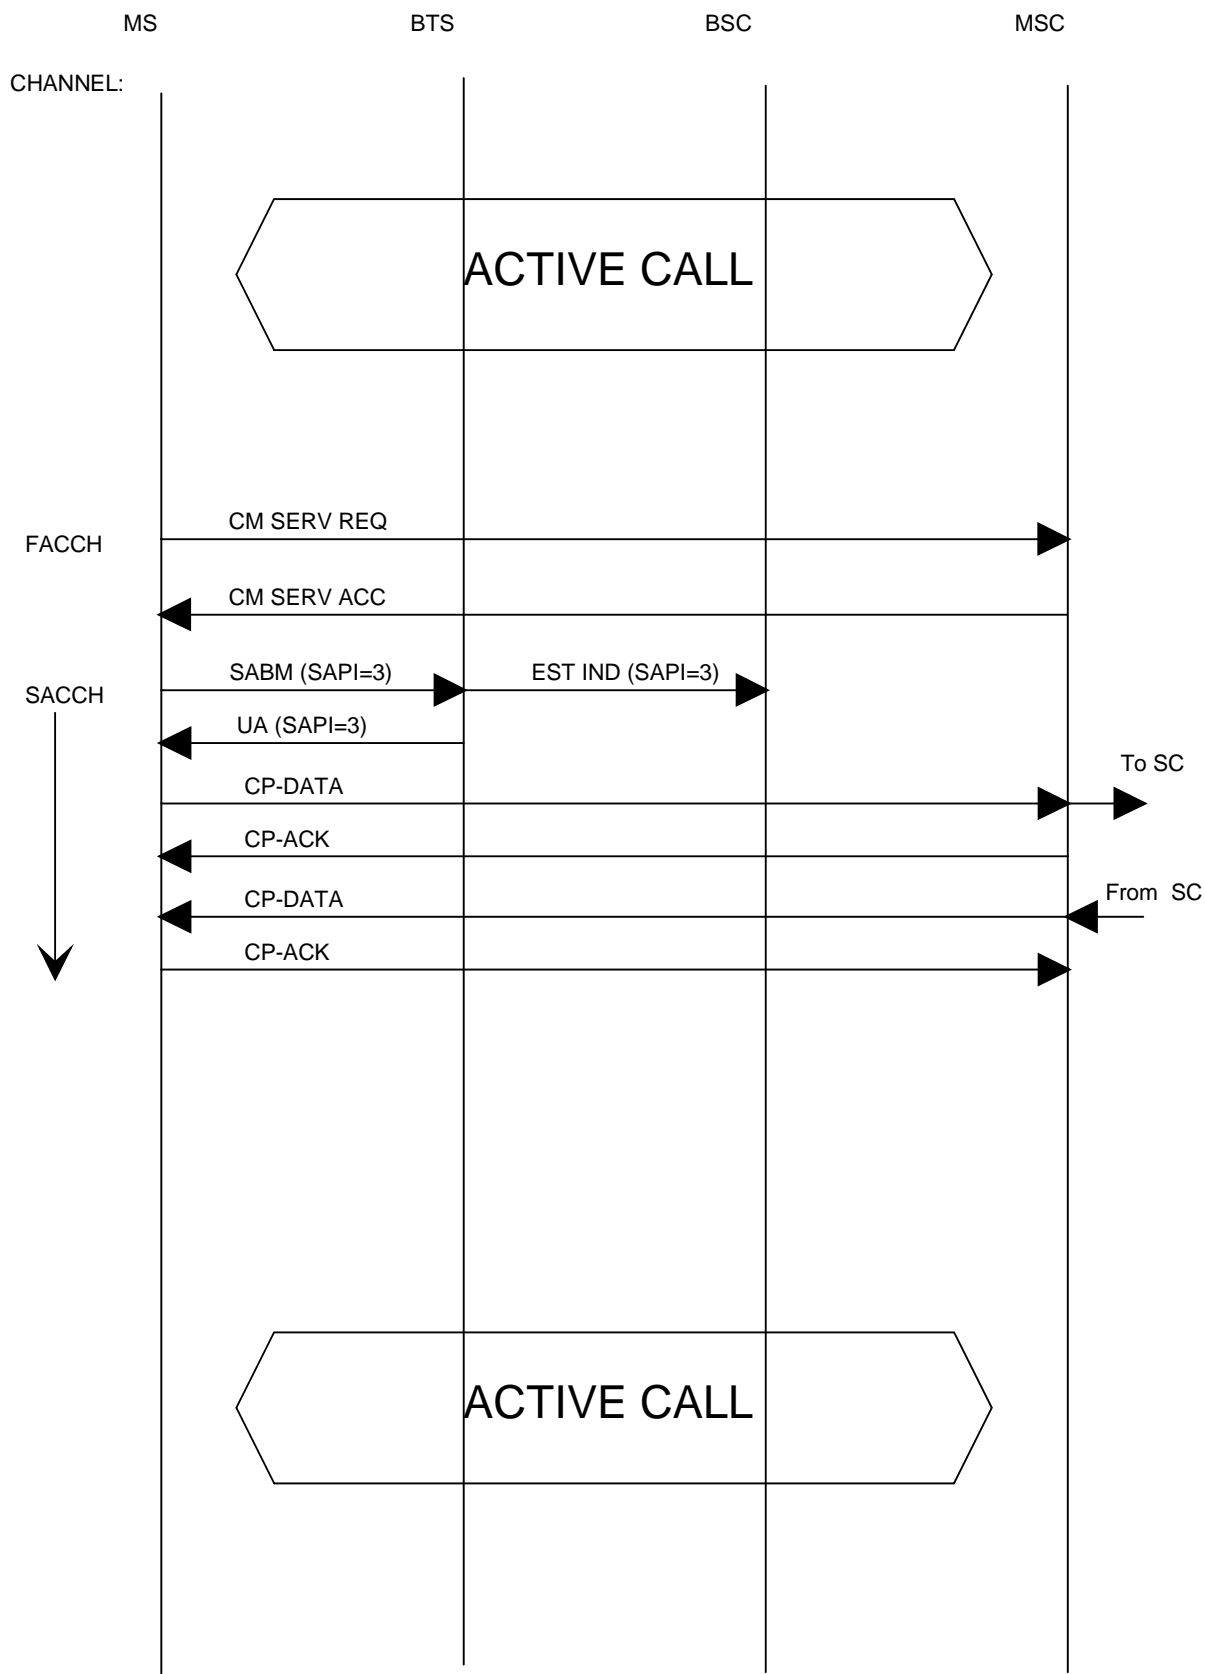 MS BTS BSC MSC
CHANNEL:
ACTIVE CALL
CM SERV REQ
FACCH
CM SERV ACC
SABM (SAPI=3) EST IND (SAPI=3)
SACCH
UA (SAPI=3)
To SC
CP-DATA
CP-ACK
CP-DATA From SC
CP-ACK
ACTIVE CALL